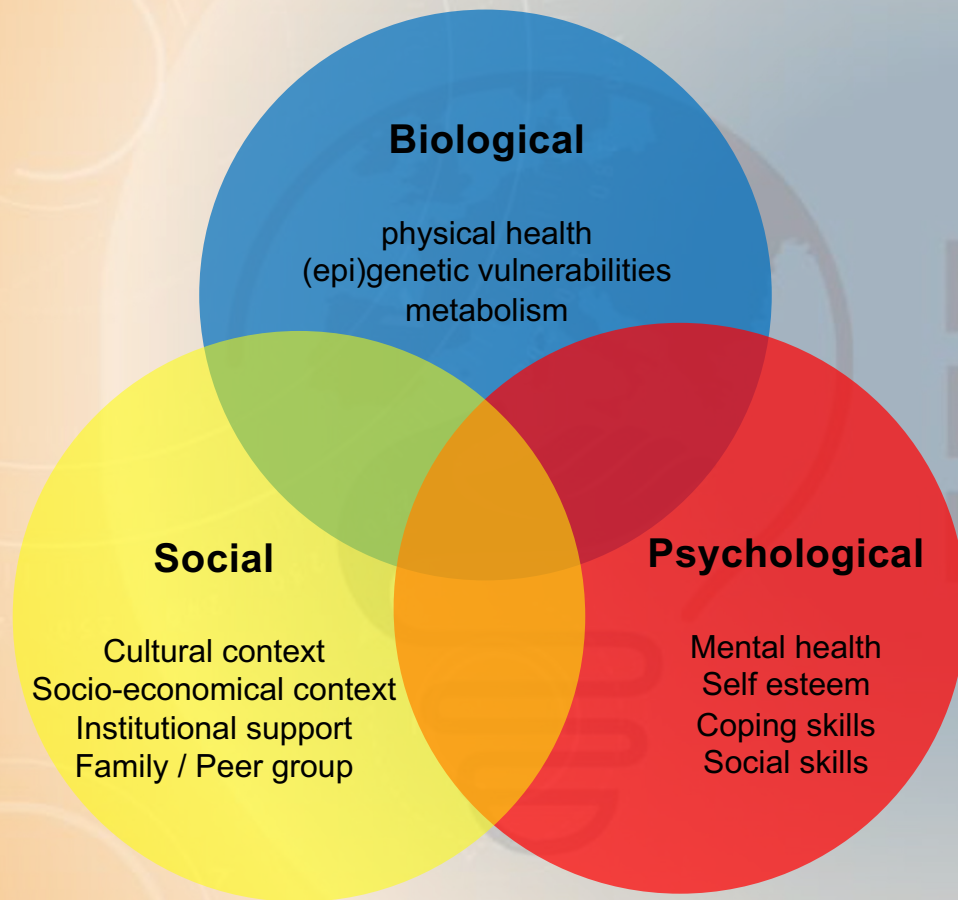 Biological
physical health
(epi)genetic vulnerabilities
metabolism
Social
Cultural context
Socio-economical context
Institutional support
Family / Peer group
Psychological
Mental health
Self esteem
Coping skills
Social skills